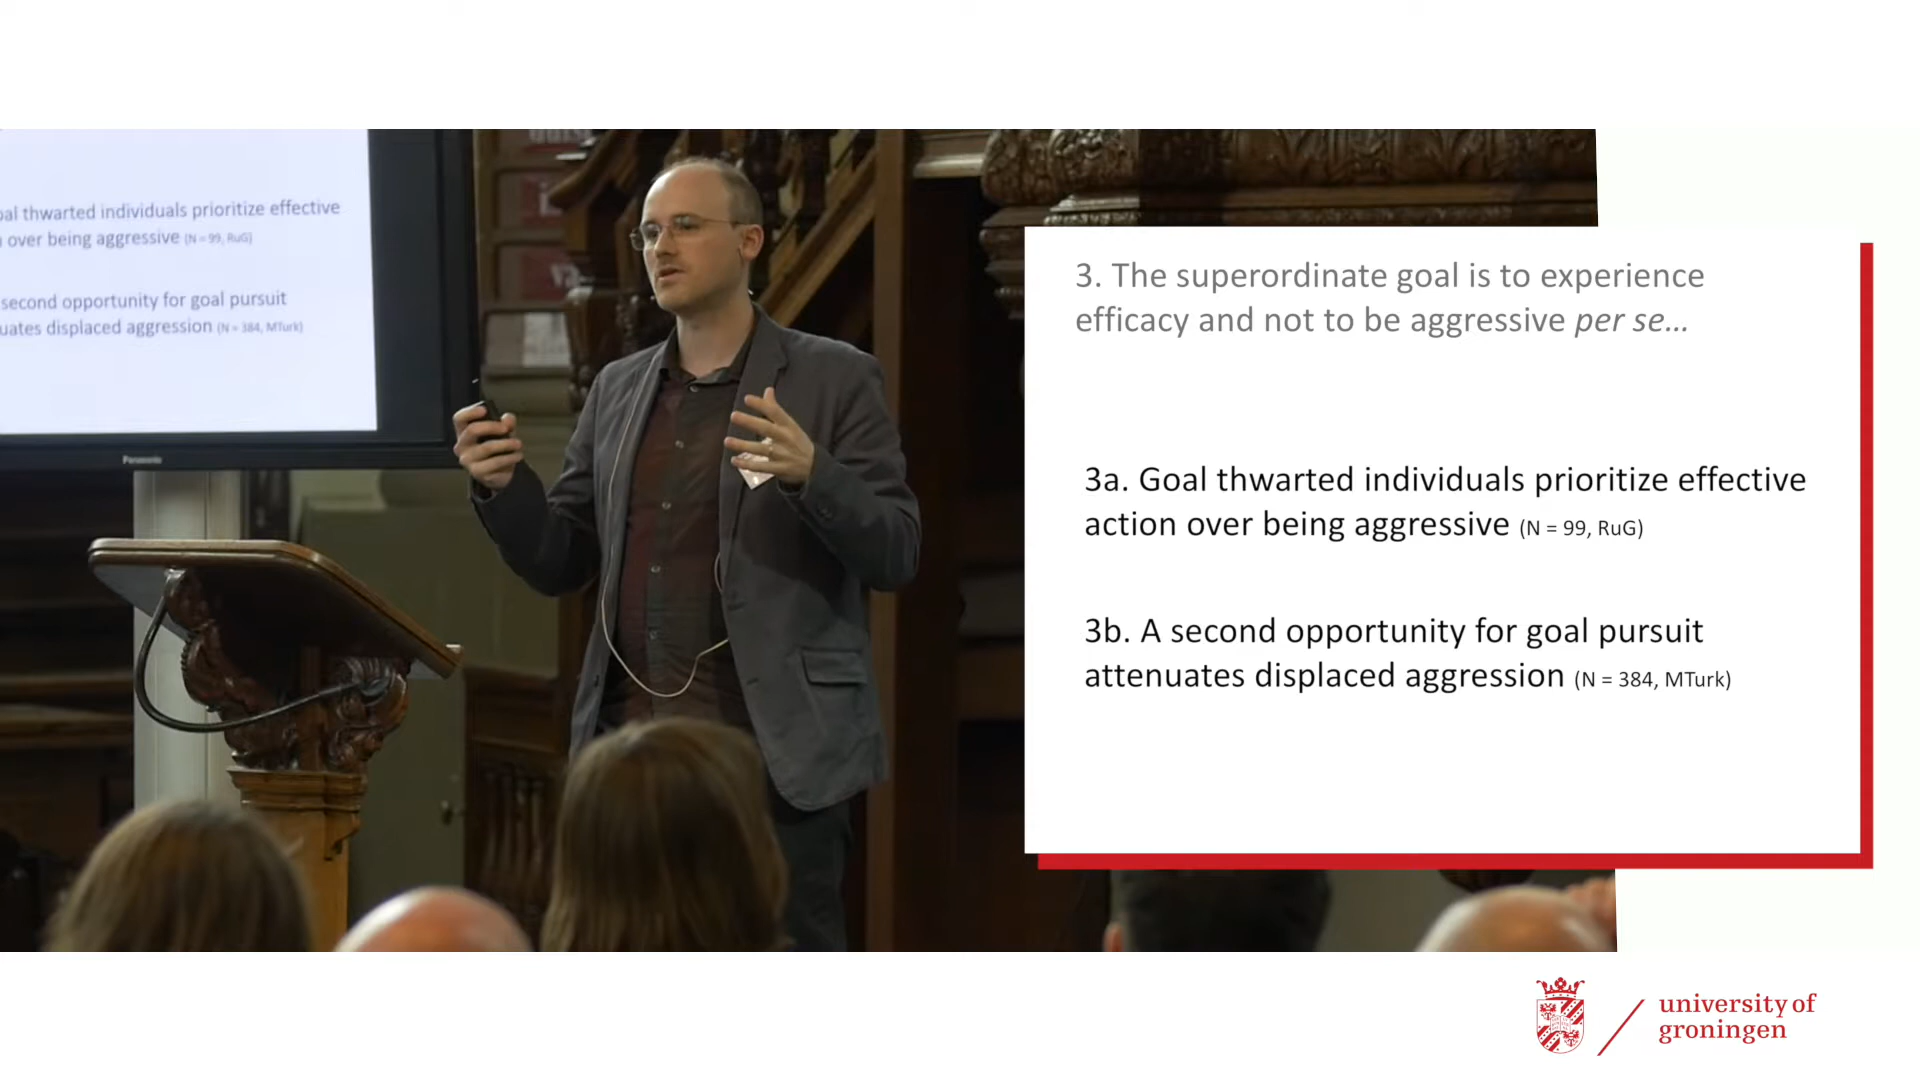 oal thwarted individuals prioritize effective
over being aggressive (N = 99, RuG)
second opportunity for goal pursuit
uates displaced aggression (N = 384, MTurk)
Panasonic
3. The superordinate goal is to experience
efficacy and not to be aggressive per se...
3a. Goal thwarted individuals prioritize effective
action over being aggressive (N = 99, RuG)
3b. A second opportunity for goal pursuit
attenuates displaced aggression (N = 384, MTurk)
university of
groningen